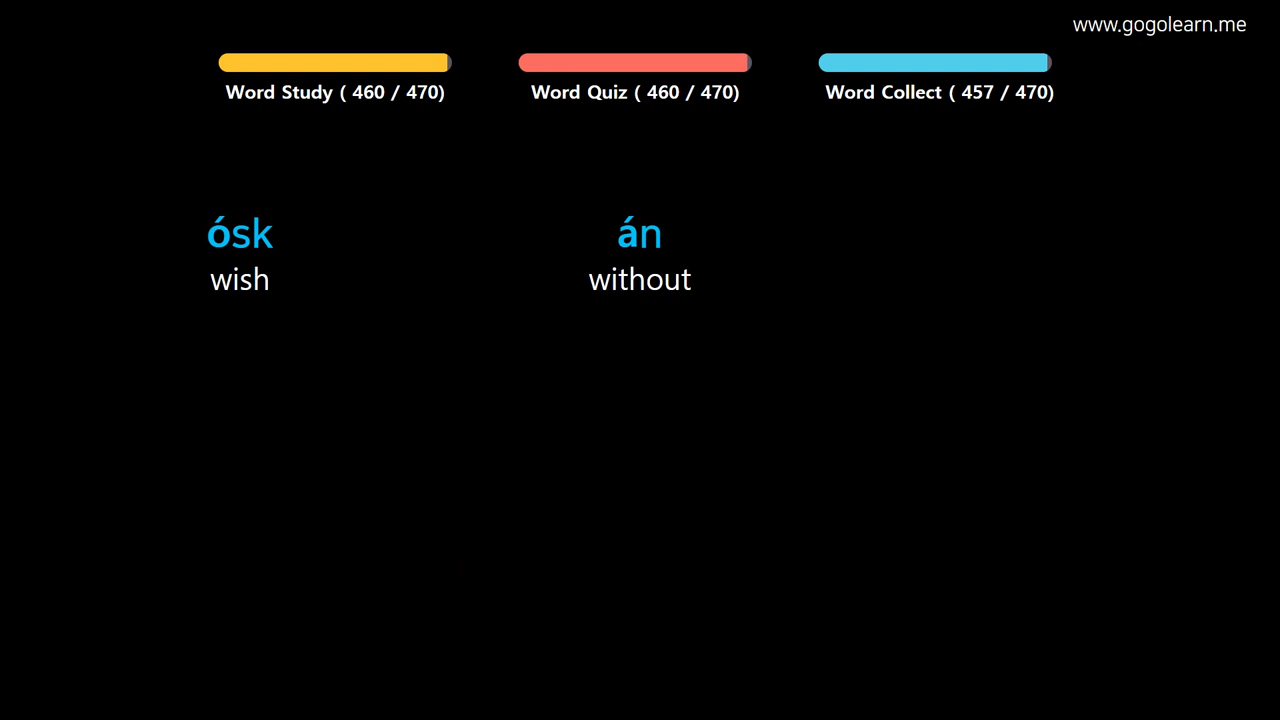 www.gogolearn.me
Word Study ( 460 / 470)
Word Quiz ( 460 / 470)
Word Collect ( 457 / 470)
ósk
wish
án
without